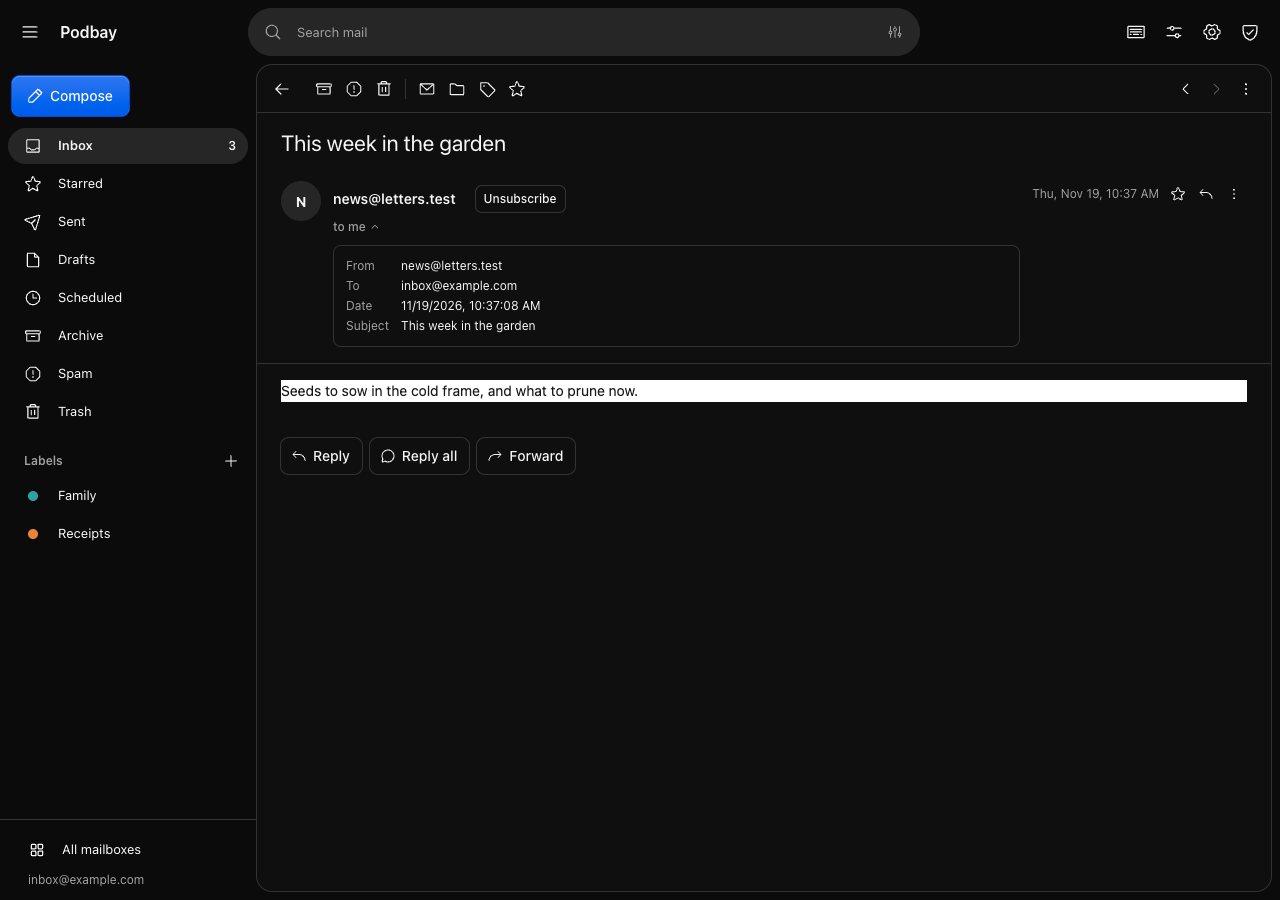 Podbay
Search mail
Compose
Inbox 3
Starred
Sent
Drafts
Scheduled
Archive
Spam
Trash
Labels
Family
Receipts
All mailboxes
inbox@example.com
This week in the garden
N
news@letters.test Unsubscribe
Thu, Nov 19, 10:37 AM
to me
From news@letters.test
To inbox@example.com
Date 11/19/2026, 10:37:08 AM
Subject This week in the garden
Seeds to sow in the cold frame, and what to prune now.
Reply Reply all Forward